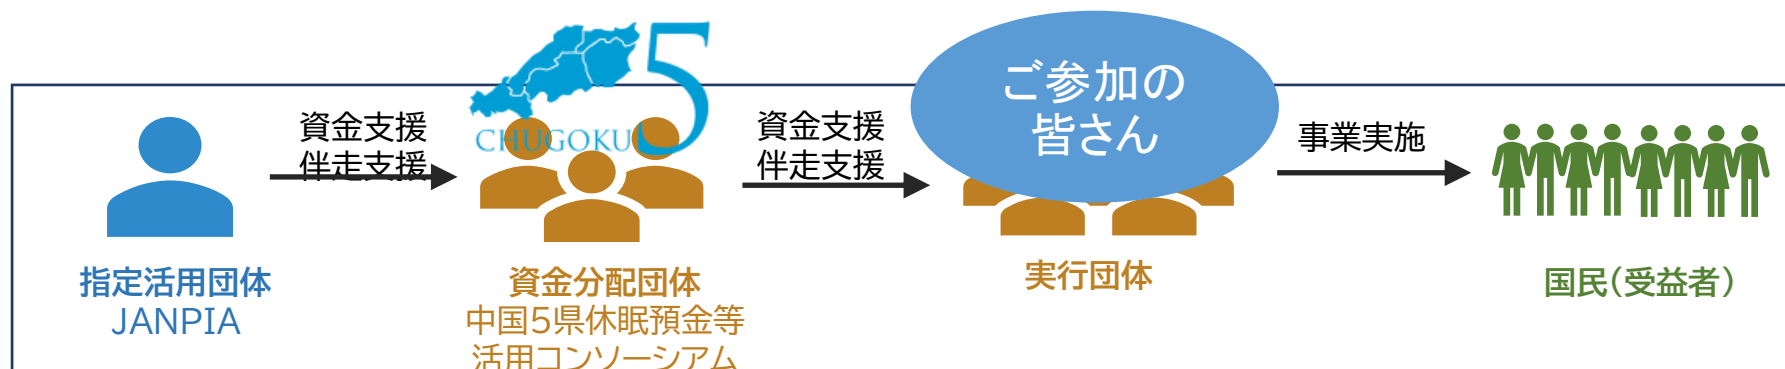 CHUGOKU
5
ご参加の
皆さん
資金支援
伴走支援
資金支援
伴走支援
事業実施
指定活用団体
JANPIA
資金分配団体
中国5県休眠預金等
活用コンソーシアム
実行団体
国民(受益者)